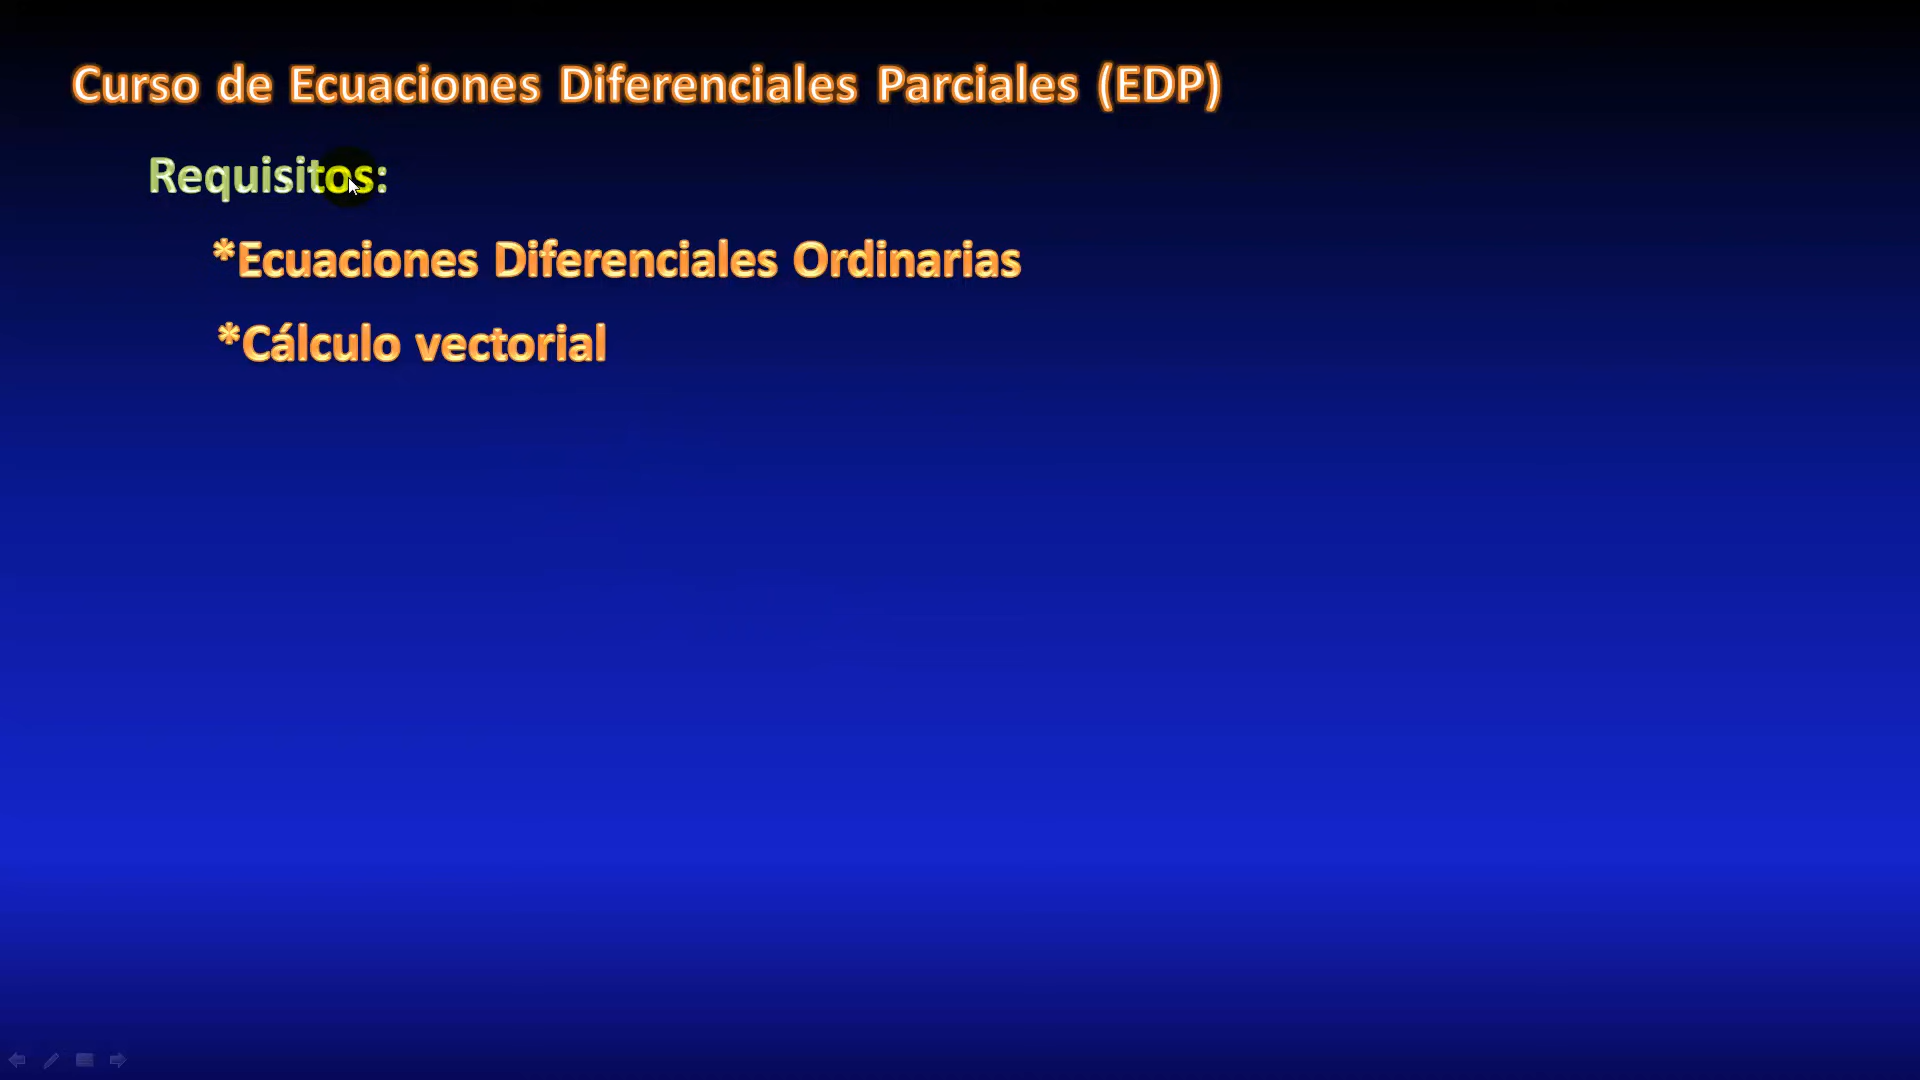 Curso de Ecuaciones Diferenciales Parciales (EDP)
Requisitos:
*Ecuaciones Diferenciales Ordinarias
*Cálculo vectorial